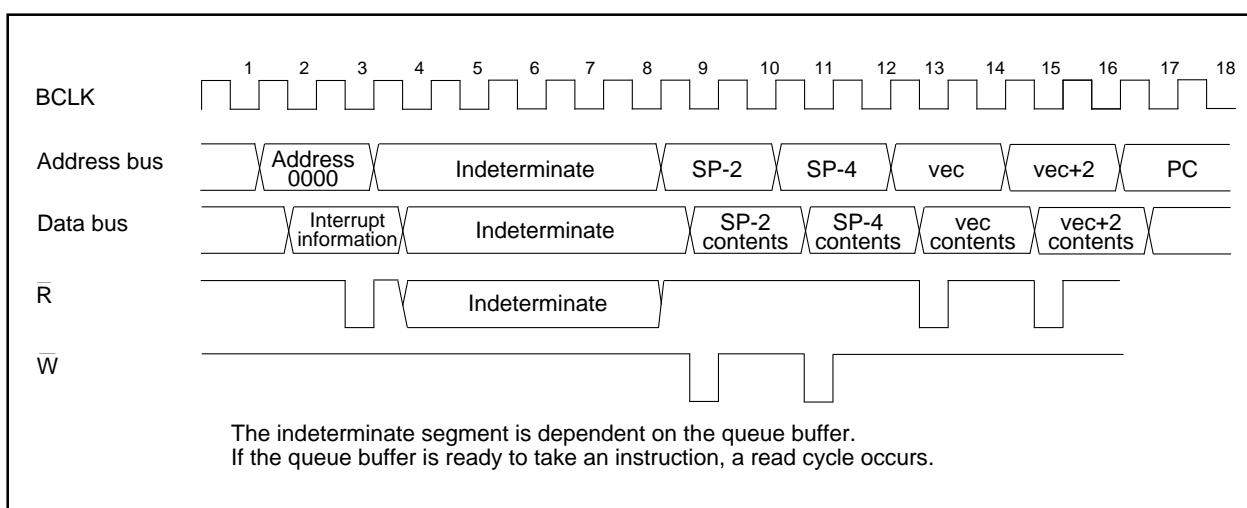 1 2 3 4 5 6 7 8 9 10 11 12 13 14 15 16 17 18
BCLK
Address bus
Address
0000
Indeterminate
SP-2
SP-4
vec
vec+2
PC
Data bus
Interrupt
information
Indeterminate
SP-2
contents
SP-4
contents
vec
contents
vec+2
contents
R̅
Indeterminate
W̅
The indeterminate segment is dependent on the queue buffer.
If the queue buffer is ready to take an instruction, a read cycle occurs.